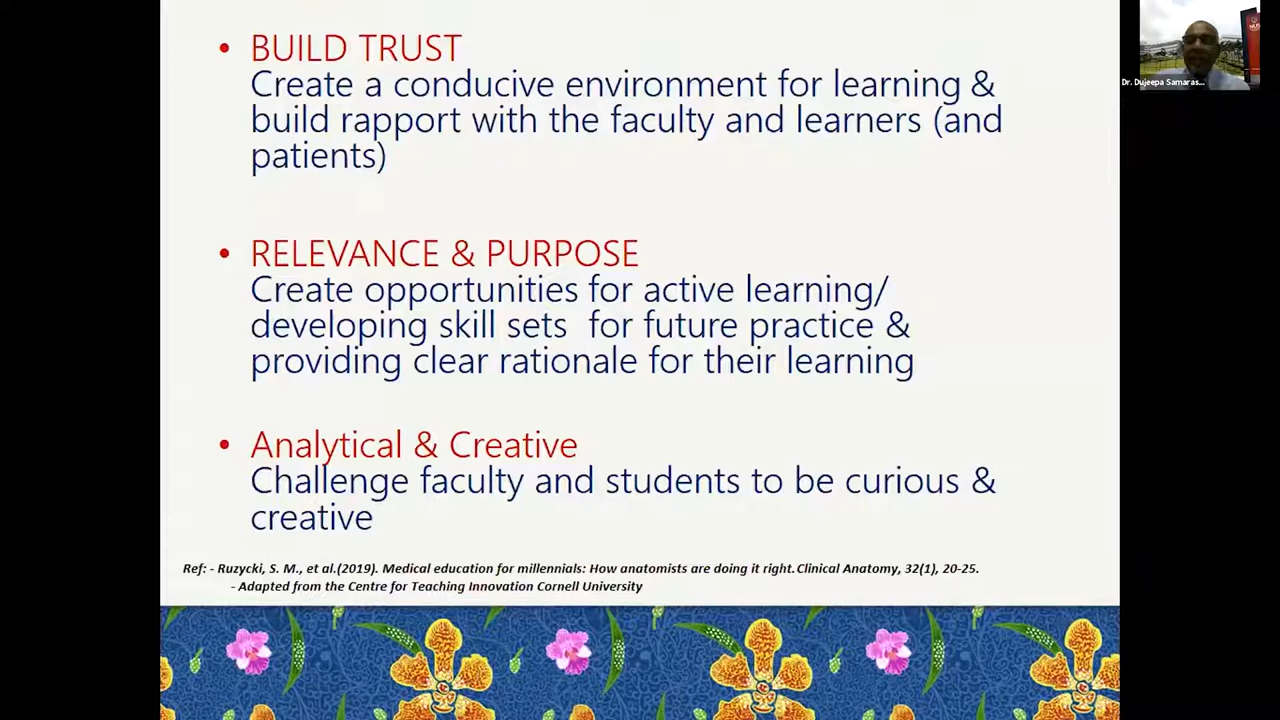 • BUILD TRUST
Create a conducive environment for learning &
build rapport with the faculty and learners (and
patients)
• RELEVANCE & PURPOSE
Create opportunities for active learning/
developing skill sets for future practice &
providing clear rationale for their learning
• Analytical & Creative
Challenge faculty and students to be curious &
creative
Ref: - Ruzycki, S. M., et al.(2019). Medical education for millennials: How anatomists are doing it right. Clinical Anatomy, 32(1), 20-25.
- Adapted from the Centre for Teaching Innovation Cornell University
Dr. Dujeepa Samaras...